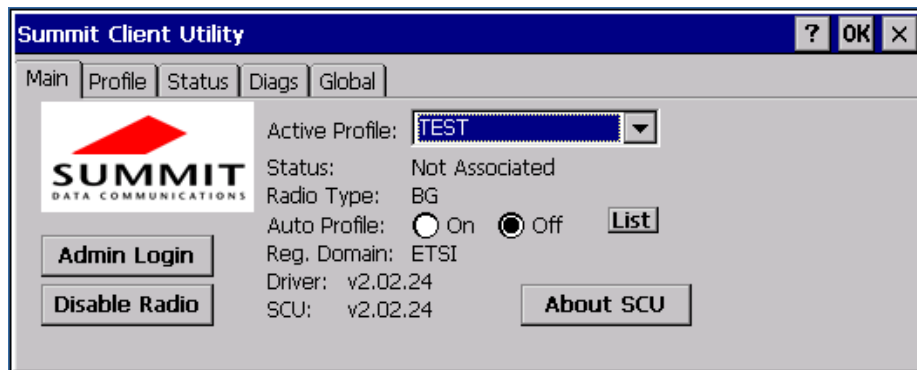 Summit Client Utility ? OK ×
Main Profile Status Diags Global
SUMMIT
DATA COMMUNICATIONS
Active Profile: TEST
Status: Not Associated
Radio Type: BG
Auto Profile: On Off List
Reg. Domain: ETSI
Driver: v2.02.24
SCU: v2.02.24
Admin Login
Disable Radio
About SCU